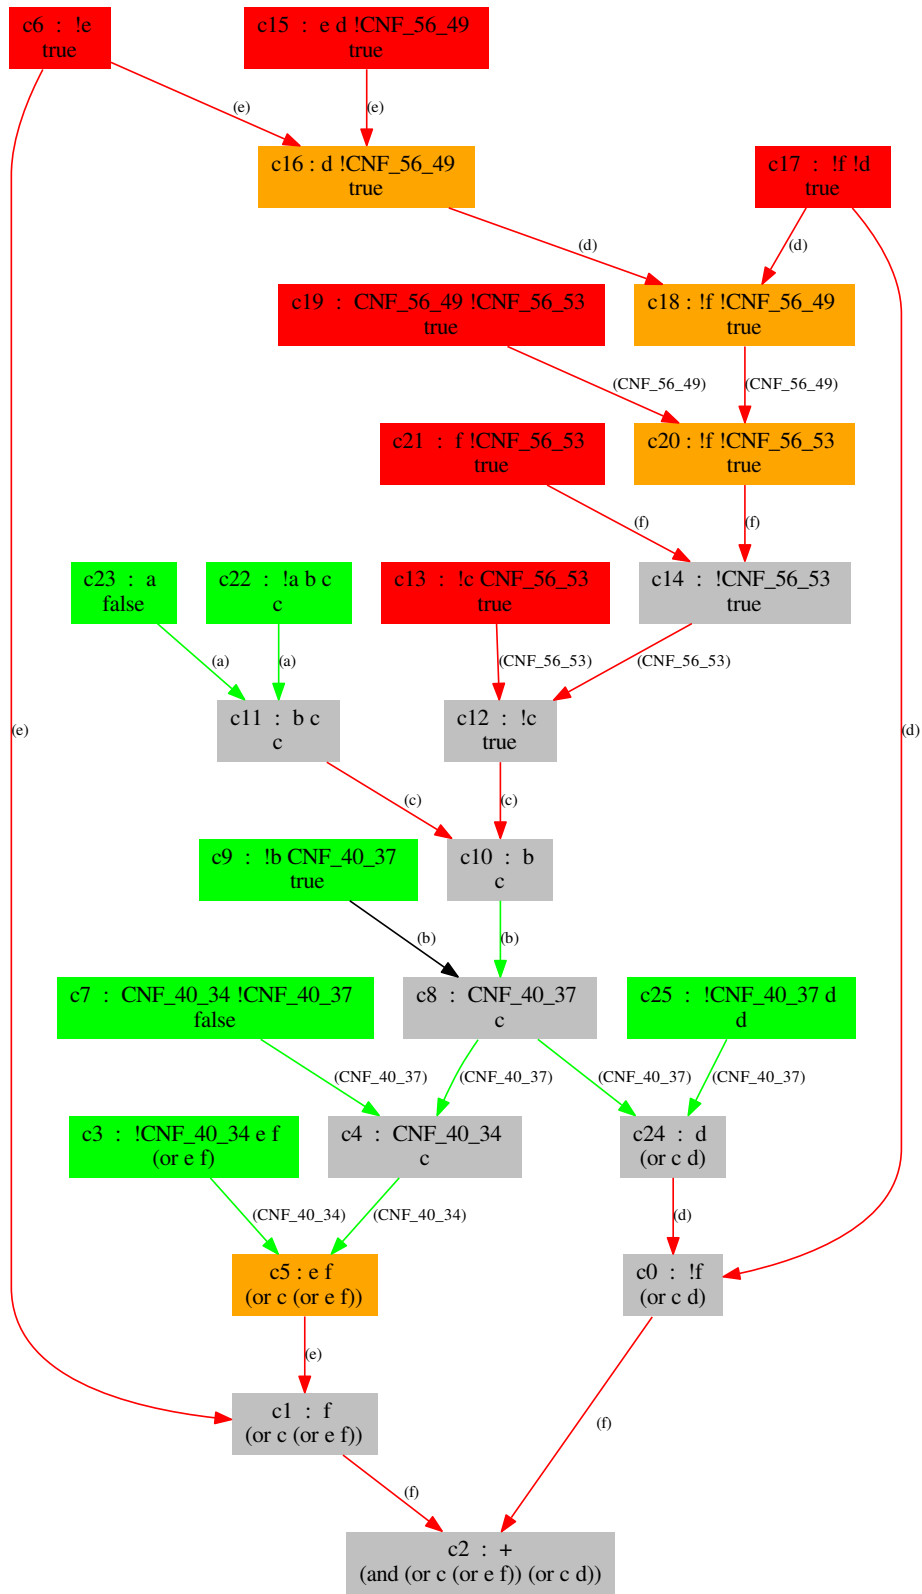 c6 : !e
true
c15 : e d !CNF_56_49
true
(e)
(e)
c16 : d !CNF_56_49
true
c17 : !f !d
true
(d)
(d)
c19 : CNF_56_49 !CNF_56_53
true
c18 : !f !CNF_56_49
true
(CNF_56_49)
(CNF_56_49)
c21 : f !CNF_56_53
true
c20 : !f !CNF_56_53
true
(f)
(f)
c23 : a
false
c22 : !a b c
c
c13 : !c CNF_56_53
true
c14 : !CNF_56_53
true
(a)
(a)
(CNF_56_53)
(CNF_56_53)
(e)
c11 : b c
c
c12 : !c
true
(d)
(c)
(c)
c9 : !b CNF_40_37
true
c10 : b
c
(b)
(b)
c7 : CNF_40_34 !CNF_40_37
false
c8 : CNF_40_37
c
c25 : !CNF_40_37 d
d
(CNF_40_37)
(CNF_40_37)
(CNF_40_37)
(CNF_40_37)
c3 : !CNF_40_34 e f
(or e f)
c4 : CNF_40_34
c
c24 : d
(or c d)
(CNF_40_34)
(CNF_40_34)
(d)
c5 : e f
(or c (or e f))
c0 : !f
(or c d)
(e)
c1 : f
(or c (or e f))
(f)
(f)
c2 : +
(and (or c (or e f)) (or c d))